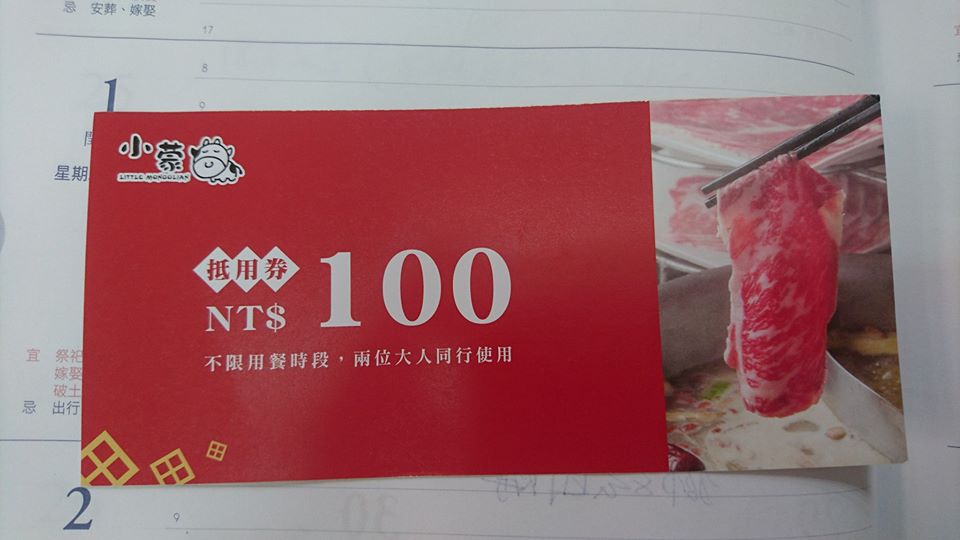 忌 安葬、嫁娶
17
8
1
9
星期
小蒙
LITTLE MONGOLIAN
抵用券
NT$ 100
不限用餐時段，兩位大人同行使用
宜 祭祀
嫁娶
破土
忌 出行
2
9